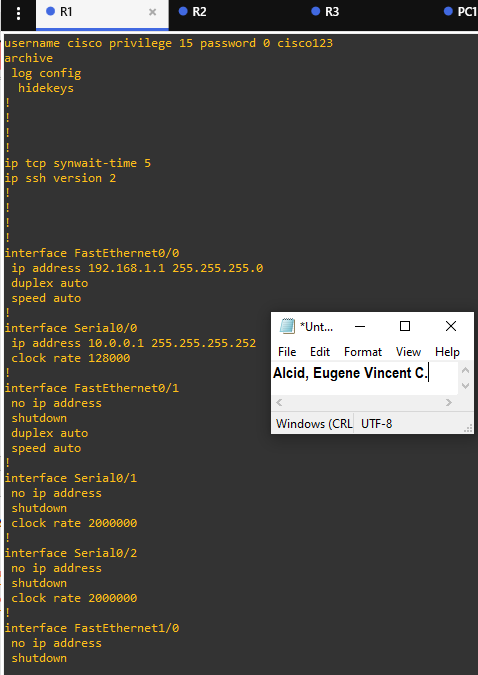 R1
R2
R3
PC1
username cisco privilege 15 password 0 cisco123
archive
 log config
  hidekeys
!
!
!
!
ip tcp synwait-time 5
ip ssh version 2
!
!
!
!
interface FastEthernet0/0
 ip address 192.168.1.1 255.255.255.0
 duplex auto
 speed auto
!
interface Serial0/0
 ip address 10.0.0.1 255.255.255.252
 clock rate 128000
!
interface FastEthernet0/1
 no ip address
 shutdown
 duplex auto
 speed auto
!
interface Serial0/1
 no ip address
 shutdown
 clock rate 2000000
!
interface Serial0/2
 no ip address
 shutdown
 clock rate 2000000
!
interface FastEthernet1/0
 no ip address
 shutdown
*Unt...
File Edit Format View Help
Alcid, Eugene Vincent C.
Windows (CRL UTF-8